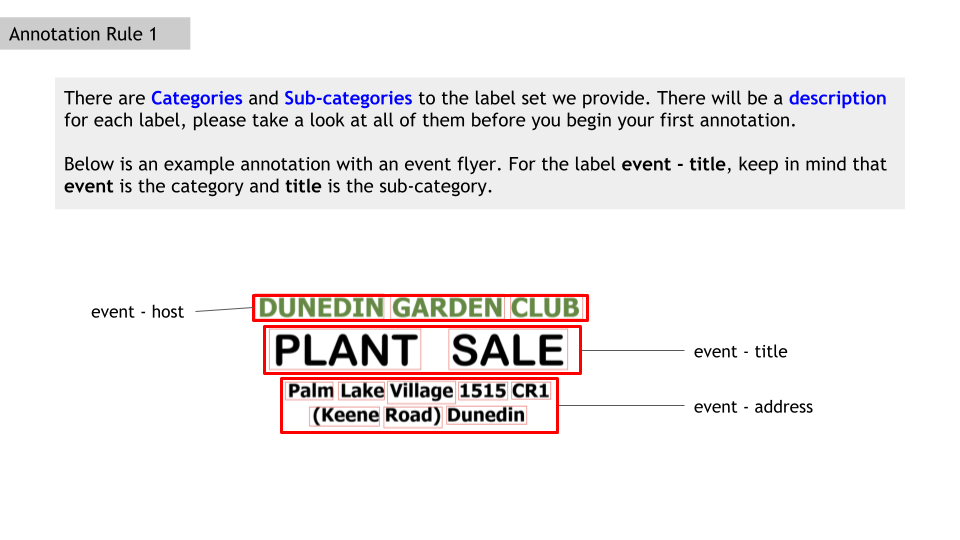 Annotation Rule 1
There are Categories and Sub-categories to the label set we provide. There will be a description
for each label, please take a look at all of them before you begin your first annotation.
Below is an example annotation with an event flyer. For the label event - title, keep in mind that
event is the category and title is the sub-category.
event - host
DUNEDIN GARDEN CLUB
PLANT SALE
event - title
Palm Lake Village 1515 CR1
(Keene Road) Dunedin
event - address